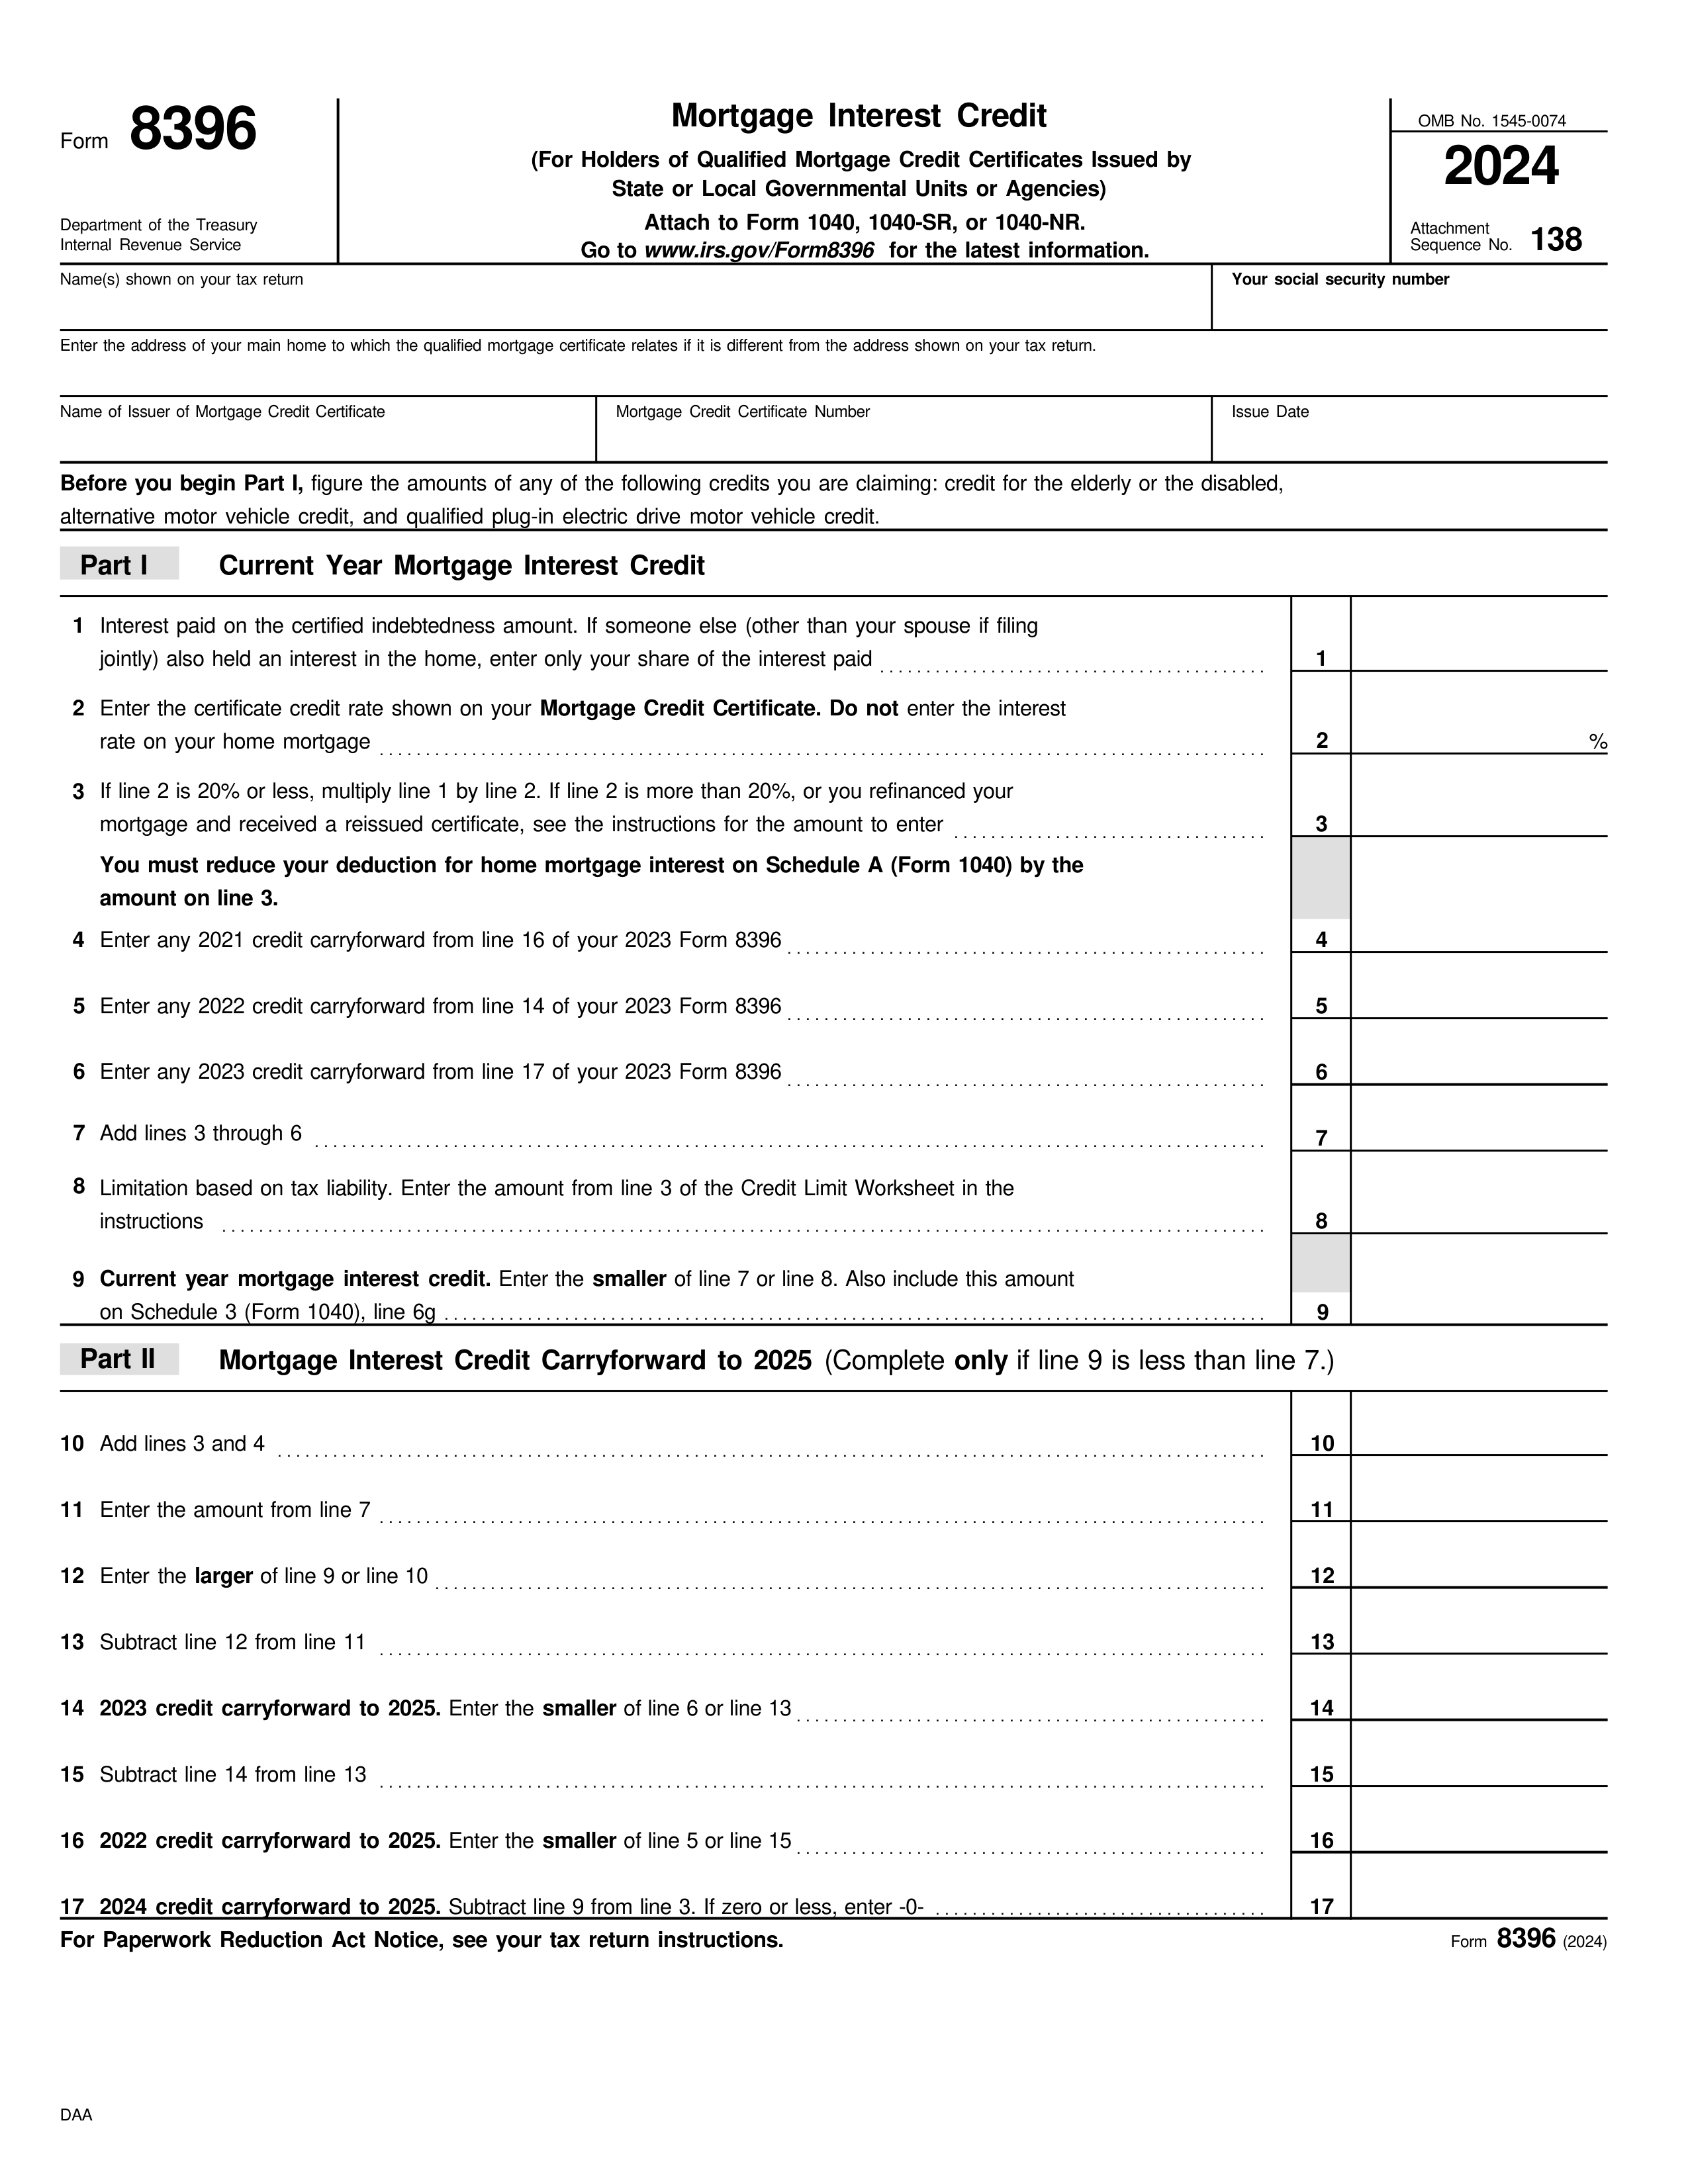 Form 8396
Department of the Treasury
Internal Revenue Service
Mortgage Interest Credit
(For Holders of Qualified Mortgage Credit Certificates Issued by
State or Local Governmental Units or Agencies)
Attach to Form 1040, 1040-SR, or 1040-NR.
Go to www.irs.gov/Form8396 for the latest information.
OMB No. 1545-0074
2024
Attachment
Sequence No. 138
Name(s) shown on your tax return
Your social security number
Enter the address of your main home to which the qualified mortgage certificate relates if it is different from the address shown on your tax return.
Name of Issuer of Mortgage Credit Certificate
Mortgage Credit Certificate Number
Issue Date
Before you begin Part I, figure the amounts of any of the following credits you are claiming: credit for the elderly or the disabled,
alternative motor vehicle credit, and qualified plug-in electric drive motor vehicle credit.
Part I Current Year Mortgage Interest Credit
1 Interest paid on the certified indebtedness amount. If someone else (other than your spouse if filing
jointly) also held an interest in the home, enter only your share of the interest paid 1
2 Enter the certificate credit rate shown on your Mortgage Credit Certificate. Do not enter the interest
rate on your home mortgage 2 %
3 If line 2 is 20% or less, multiply line 1 by line 2. If line 2 is more than 20%, or you refinanced your
mortgage and received a reissued certificate, see the instructions for the amount to enter 3
You must reduce your deduction for home mortgage interest on Schedule A (Form 1040) by the
amount on line 3.
4 Enter any 2021 credit carryforward from line 16 of your 2023 Form 8396 4
5 Enter any 2022 credit carryforward from line 14 of your 2023 Form 8396 5
6 Enter any 2023 credit carryforward from line 17 of your 2023 Form 8396 6
7 Add lines 3 through 6 7
8 Limitation based on tax liability. Enter the amount from line 3 of the Credit Limit Worksheet in the
instructions 8
9 Current year mortgage interest credit. Enter the smaller of line 7 or line 8. Also include this amount
on Schedule 3 (Form 1040), line 6g 9
Part II Mortgage Interest Credit Carryforward to 2025 (Complete only if line 9 is less than line 7.)
10 Add lines 3 and 4 10
11 Enter the amount from line 7 11
12 Enter the larger of line 9 or line 10 12
13 Subtract line 12 from line 11 13
14 2023 credit carryforward to 2025. Enter the smaller of line 6 or line 13 14
15 Subtract line 14 from line 13 15
16 2022 credit carryforward to 2025. Enter the smaller of line 5 or line 15 16
17 2024 credit carryforward to 2025. Subtract line 9 from line 3. If zero or less, enter -0- 17
For Paperwork Reduction Act Notice, see your tax return instructions.
Form 8396 (2024)
DAA